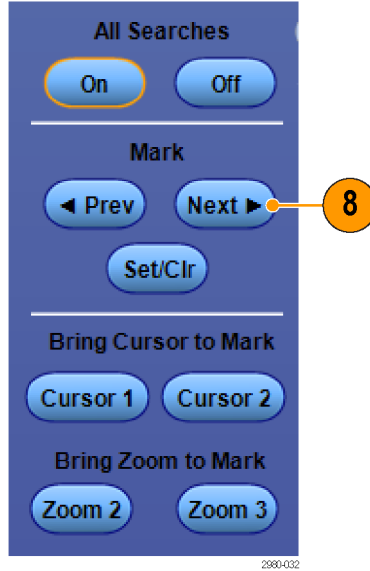 All Searches
On Off
Mark
◄ Prev Next ►
8
Set/Clr
Bring Cursor to Mark
Cursor 1 Cursor 2
Bring Zoom to Mark
Zoom 2 Zoom 3
2980-032